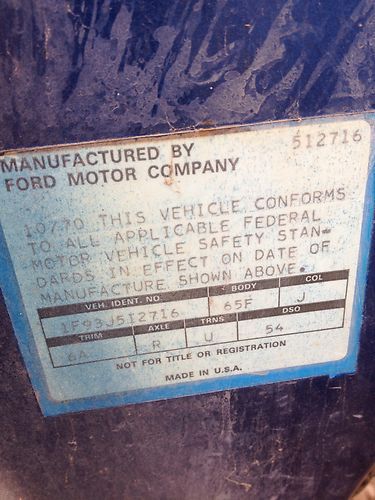 MANUFACTURED BY 512716
FORD MOTOR COMPANY
10770 THIS VEHICLE CONFORMS
TO ALL APPLICABLE FEDERAL
MOTOR VEHICLE SAFETY STAN-
DARDS IN EFFECT ON DATE OF
MANUFACTURE SHOWN ABOVE.
VEH. IDENT. NO. BODY COL
1F93J512716 65F J
TRIM AXLE TRNS DSO
6A R U 54
NOT FOR TITLE OR REGISTRATION
MADE IN U.S.A.